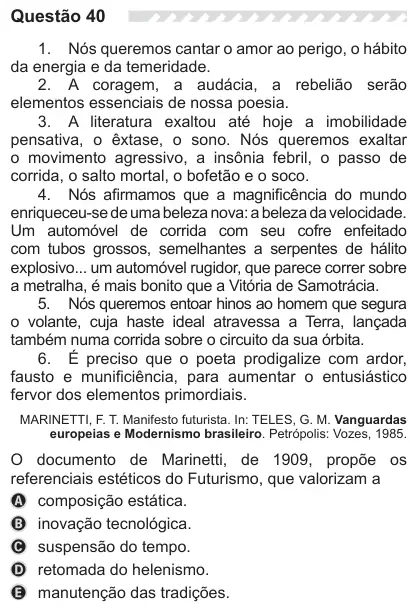 Questão 40
1. Nós queremos cantar o amor ao perigo, o hábito
da energia e da temeridade.
2. A coragem, a audácia, a rebelião serão
elementos essenciais de nossa poesia.
3. A literatura exaltou até hoje a imobilidade
pensativa, o êxtase, o sono. Nós queremos exaltar
o movimento agressivo, a insônia febril, o passo de
corrida, o salto mortal, o bofetão e o soco.
4. Nós afirmamos que a magnificência do mundo
enriqueceu-se de uma beleza nova: a beleza da velocidade.
Um automóvel de corrida com seu cofre enfeitado
com tubos grossos, semelhantes a serpentes de hálito
explosivo... um automóvel rugidor, que parece correr sobre
a metralha, é mais bonito que a Vitória de Samotrácia.
5. Nós queremos entoar hinos ao homem que segura
o volante, cuja haste ideal atravessa a Terra, lançada
também numa corrida sobre o circuito da sua órbita.
6. É preciso que o poeta prodigalize com ardor,
fausto e munificiência, para aumentar o entusiástico
fervor dos elementos primordiais.
MARINETTI, F. T. Manifesto futurista. In: TELES, G. M. Vanguardas
europeias e Modernismo brasileiro. Petrópolis: Vozes, 1985.
O documento de Marinetti, de 1909, propõe os
referenciais estéticos do Futurismo, que valorizam a
A composição estática.
B inovação tecnológica.
C suspensão do tempo.
D retomada do helenismo.
E manutenção das tradições.